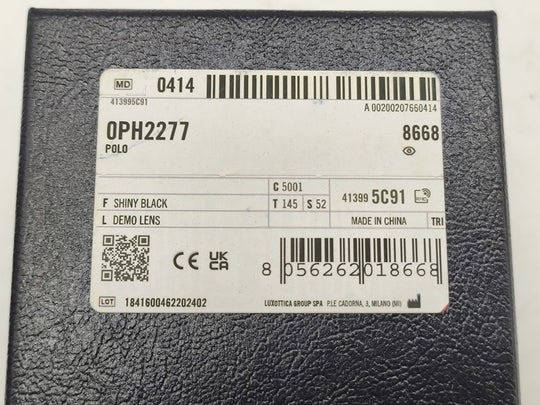 MD 0414
413995C91
A 00200207660414
0PH2277 8668
POLO
C 5001
F SHINY BLACK T 145 S 52 41399 5C91
L DEMO LENS MADE IN CHINA TRI
CE UK CA
8 056262 018668
LOT 1841600462202402 LUXOTTICA GROUP SPA P.LE CADORNA, 3, MILANO (MI)